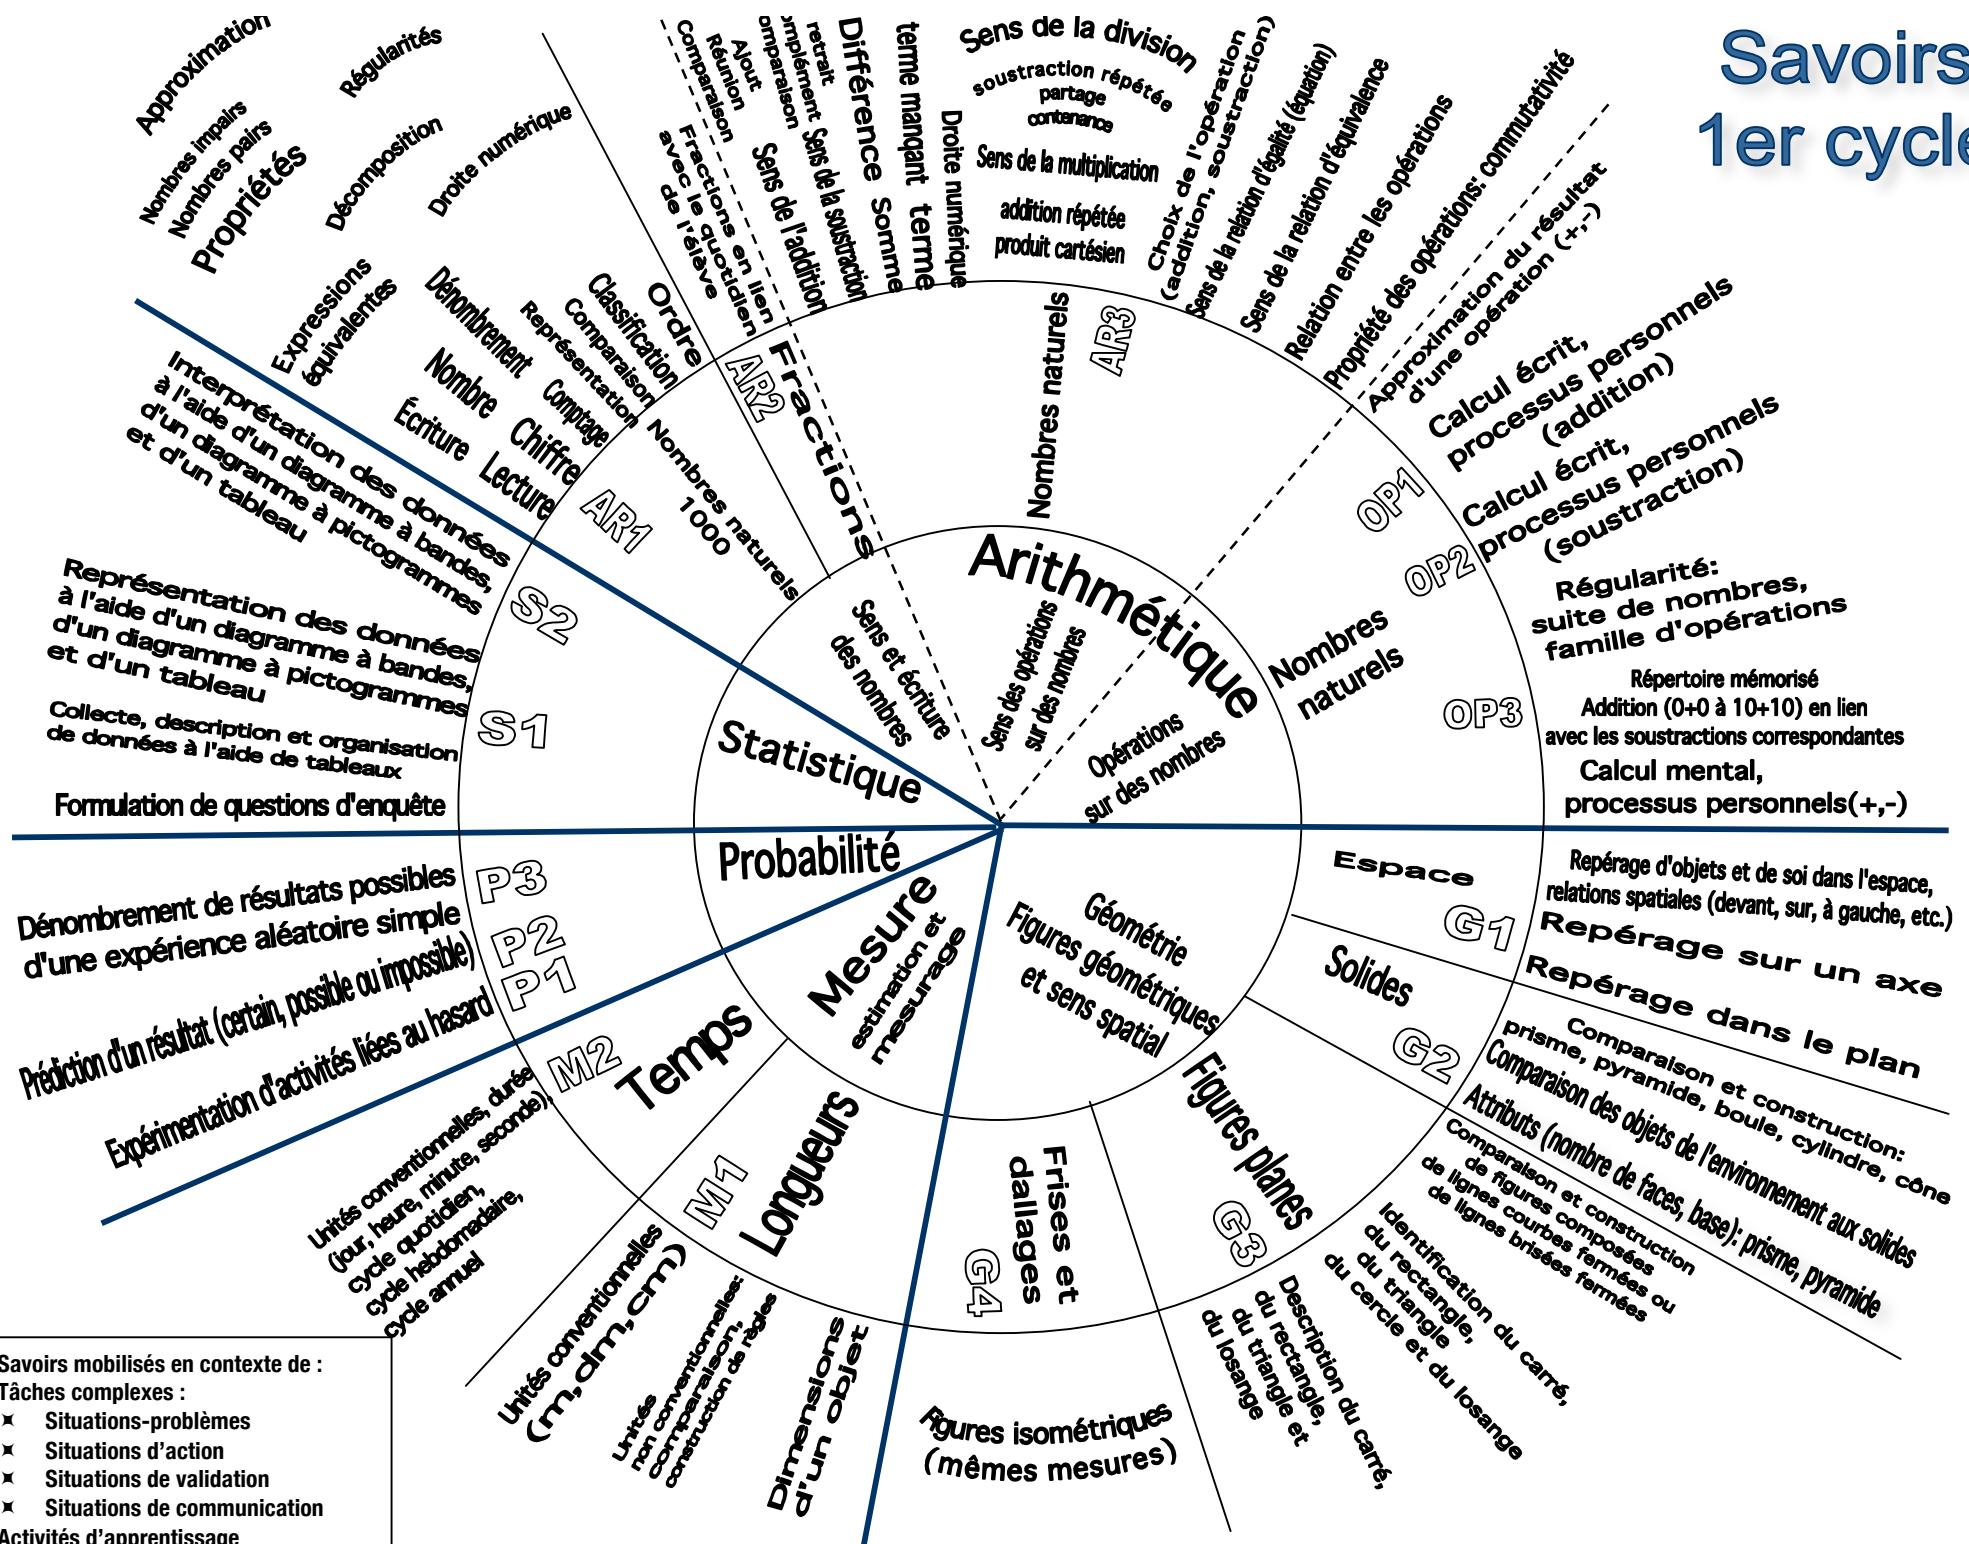 Savoirs
1er cycle
Approximation
Régularités
Nombres impairs
Nombres pairs
Propriétés
Décomposition
Droite numérique
Expressions
équivalentes
Dénombrement
Nombre
Écriture
Comptage
Chiffre
Lecture
Ordre
Classification
Comparaison
Représentation
AR1
Nombres naturels
1000
Comparaison
Réunion
Ajout
Fractions en lien
avec le quotidien
de l'élève
AR2
Fractions
Sens de l'addition
retrait
Sens de la soustraction
Différence
Somme
terme manquant
terme
Droite numérique
Sens de la division
soustraction répétée
partage
contenance
Sens de la multiplication
addition répétée
produit cartésien
Choix de l'opération
(addition, soustraction)
Sens de la relation d'égalité (équation)
Sens de la relation d'équivalence
Relation entre les opérations
Propriété des opérations: commutativité
Nombres naturels
AR3
Approximation du résultat
d'une opération (+,-)
Calcul écrit,
processus personnels
(addition)
Calcul écrit,
processus personnels
(soustraction)
OP1
OP2
OP3
Régularité:
suite de nombres,
famille d'opérations
Répertoire mémorisé
Addition (0+0 à 10+10) en lien
avec les soustractions correspondantes
Calcul mental,
processus personnels(+,-)
Nombres
naturels
Arithmétique
Sens et écriture
des nombres
Sens des opérations
sur des nombres
Opérations
sur des nombres
Interprétation des données
à l'aide d'un diagramme à bandes,
d'un diagramme à pictogrammes
et d'un tableau
S2
Représentation des données
à l'aide d'un diagramme à bandes,
d'un diagramme à pictogrammes
et d'un tableau
S1
Collecte, description et organisation
de données à l'aide de tableaux
Formulation de questions d'enquête
Statistique
Probabilité
P3
P2
P1
Dénombrement de résultats possibles
d'une expérience aléatoire simple
Prédiction d'un résultat (certain, possible ou impossible)
Expérimentation d'activités liées au hasard
Mesure
estimation et
mesurage
M2
Temps
Unités conventionnelles, durée
(jour, heure, minute, seconde),
cycle quotidien,
cycle hebdomadaire,
cycle annuel
M1
Longueurs
Unités conventionnelles
(m,dm,cm)
Unités
non conventionnelles:
comparaison,
construction de règles
Dimensions
d'un objet
Géométrie
Figures géométriques
et sens spatial
Espace
G1
Repérage d'objets et de soi dans l'espace,
relations spatiales (devant, sur, à gauche, etc.)
Repérage sur un axe
Repérage dans le plan
Solides
G2
Comparaison et construction:
prisme, pyramide, boule, cylindre, cône
Comparaison des objets de l'environnement aux solides
Attributs (nombre de faces, base): prisme, pyramide
Figures planes
G3
Comparaison et construction
de figures composées
de lignes courbes fermées ou
de lignes brisées fermées
Identification du carré,
du rectangle,
du triangle
du cercle et du losange
Description du carré,
du rectangle,
du triangle et
du losange
Frises et
dallages
G4
Figures isométriques
(mêmes mesures)
Savoirs mobilisés en contexte de :
Tâches complexes :
Situations-problèmes
Situations d'action
Situations de validation
Situations de communication
Activités d'apprentissage